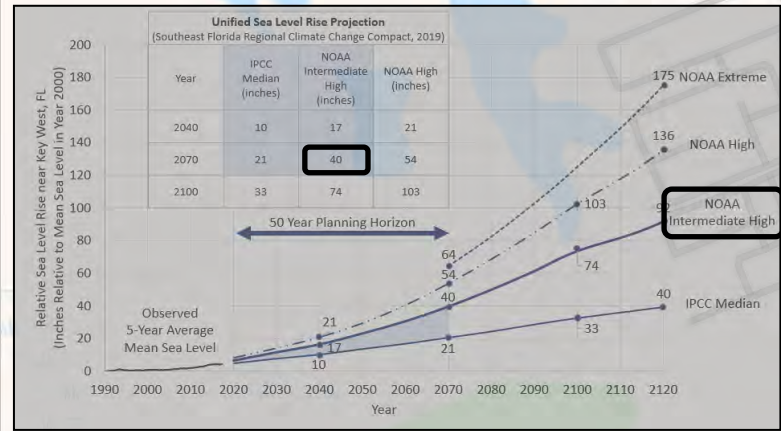 Unified Sea Level Rise Projection
(Southeast Florida Regional Climate Change Compact, 2019)
Year IPCC Median (inches) NOAA Intermediate High (inches) NOAA High (inches)
2040 10 17 21
2070 21 40 54
2100 33 74 103
50 Year Planning Horizon
Relative Sea Level Rise near Key West, FL
(Inches Relative to Mean Sea Level in Year 2000)
200
180
160
140
120
100
80
60
40
20
0
Observed
5-Year Average
Mean Sea Level
175 NOAA Extreme
136
NOAA High
103
92
NOAA
Intermediate High
74
64
54
40
40
IPCC Median
33
21
17
10
21
1990 2000 2010 2020 2030 2040 2050 2060 2070 2080 2090 2100 2110 2120
Year